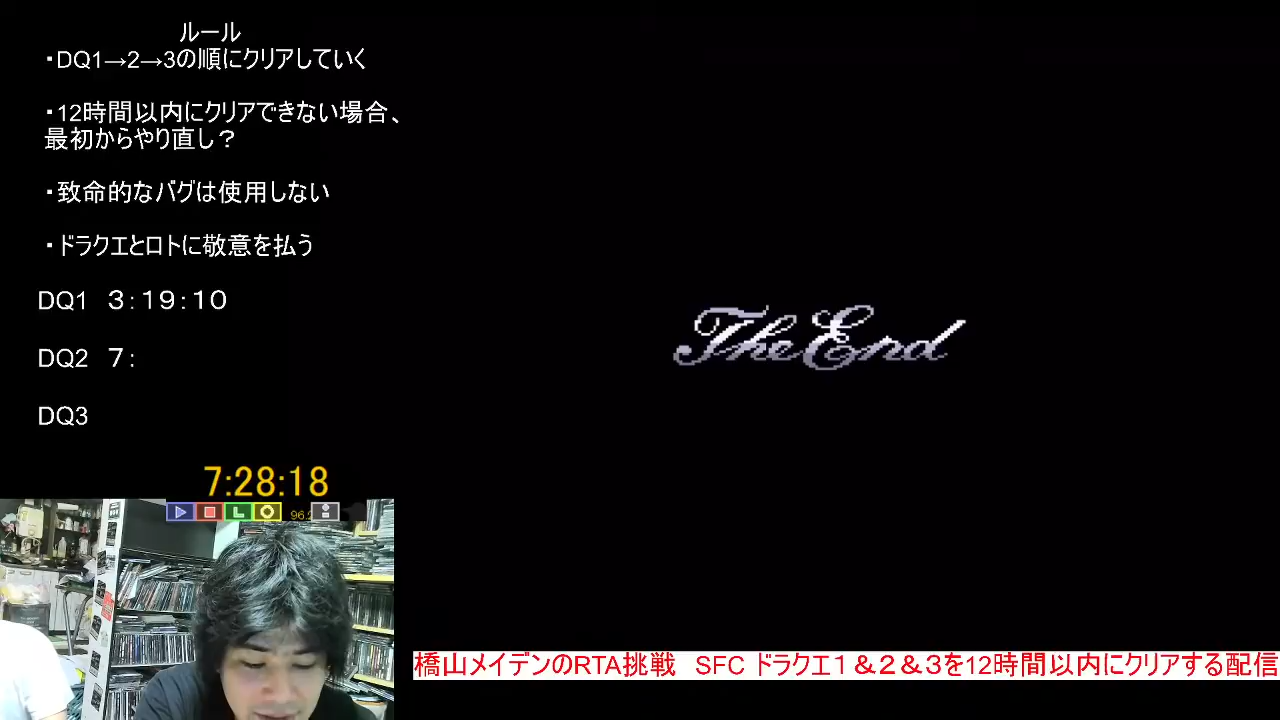 ルール
・DQ1→2→3の順にクリアしていく
・12時間以内にクリアできない場合、
最初からやり直し？
・致命的なバグは使用しない
・ドラクエとロトに敬意を払う
DQ1 3:19:10
DQ2 7:
DQ3
7:28:18
The End
橋山メイデンのRTA挑戦 SFC ドラクエ1＆2＆3を12時間以内にクリアする配信